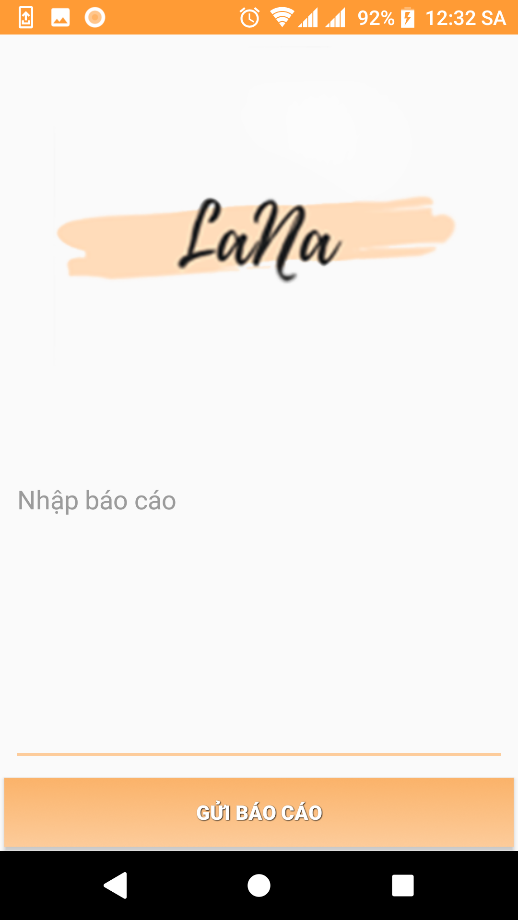 92% 12:32 SA
LaNa
Nhập báo cáo
GỬI BÁO CÁO